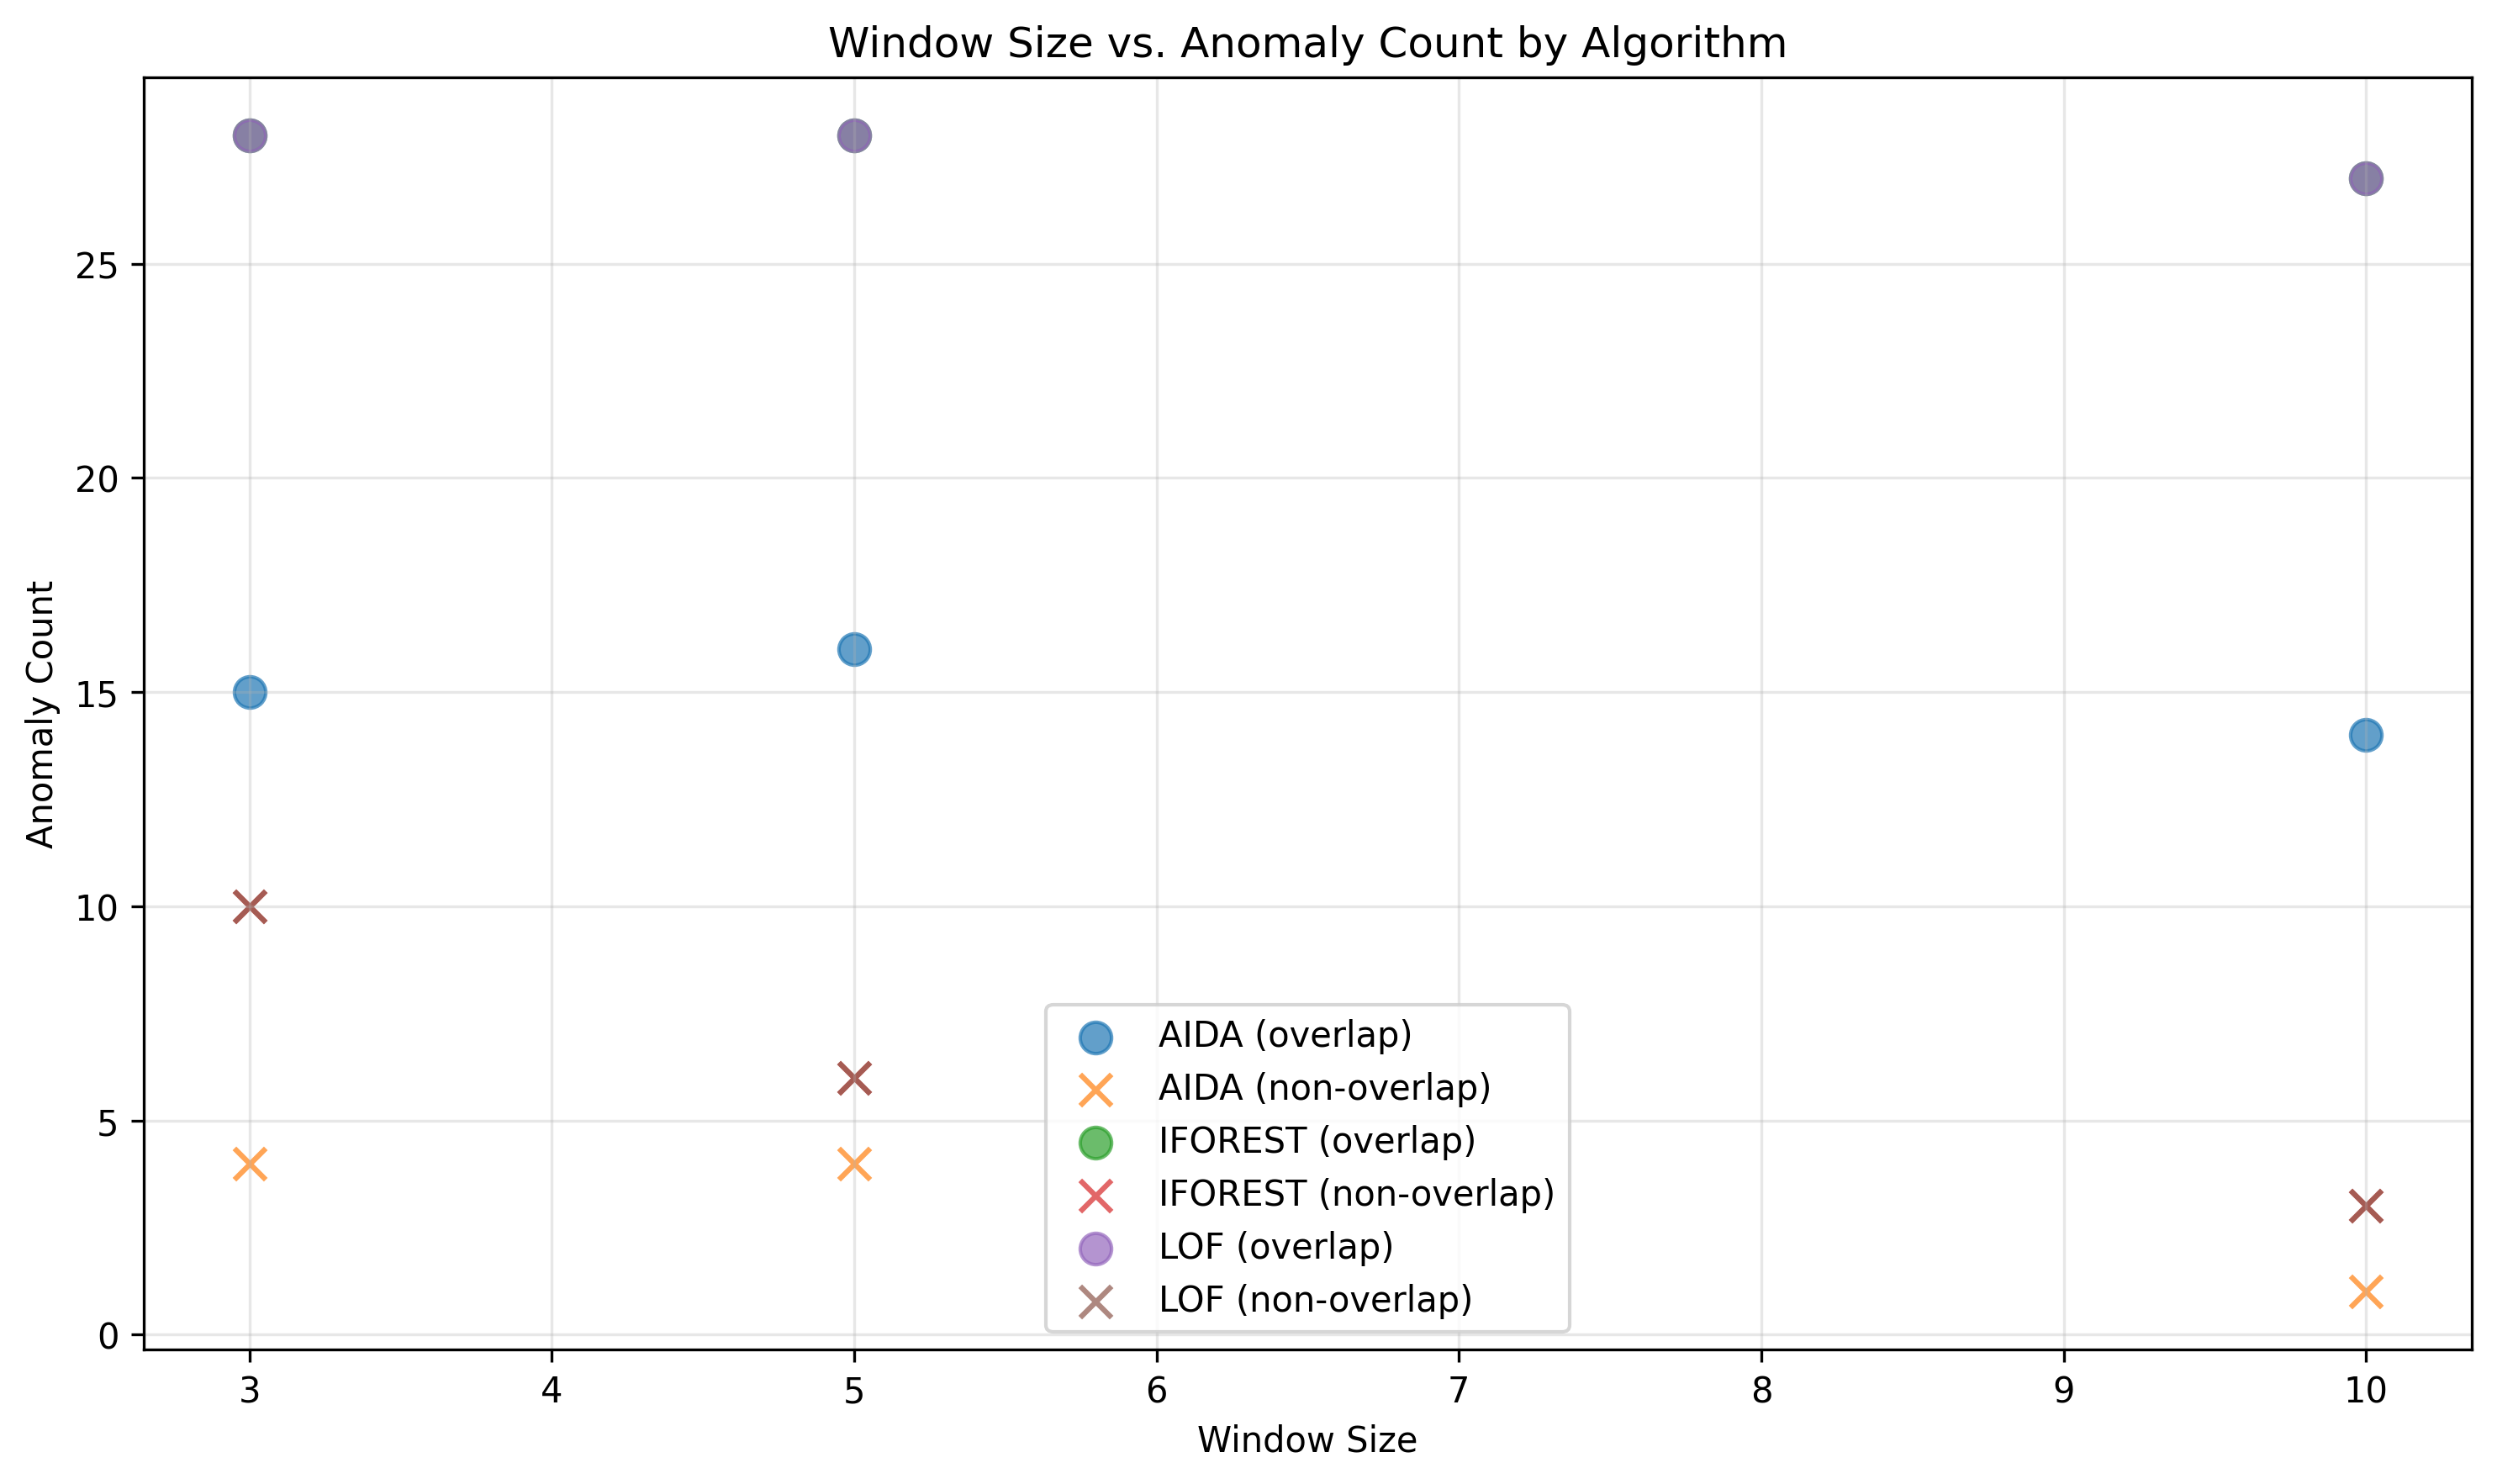 Window Size vs. Anomaly Count by Algorithm
Anomaly Count
25
20
15
10
5
0
AIDA (overlap)
AIDA (non-overlap)
IFOREST (overlap)
IFOREST (non-overlap)
LOF (overlap)
LOF (non-overlap)
3 4 5 6 7 8 9 10
Window Size